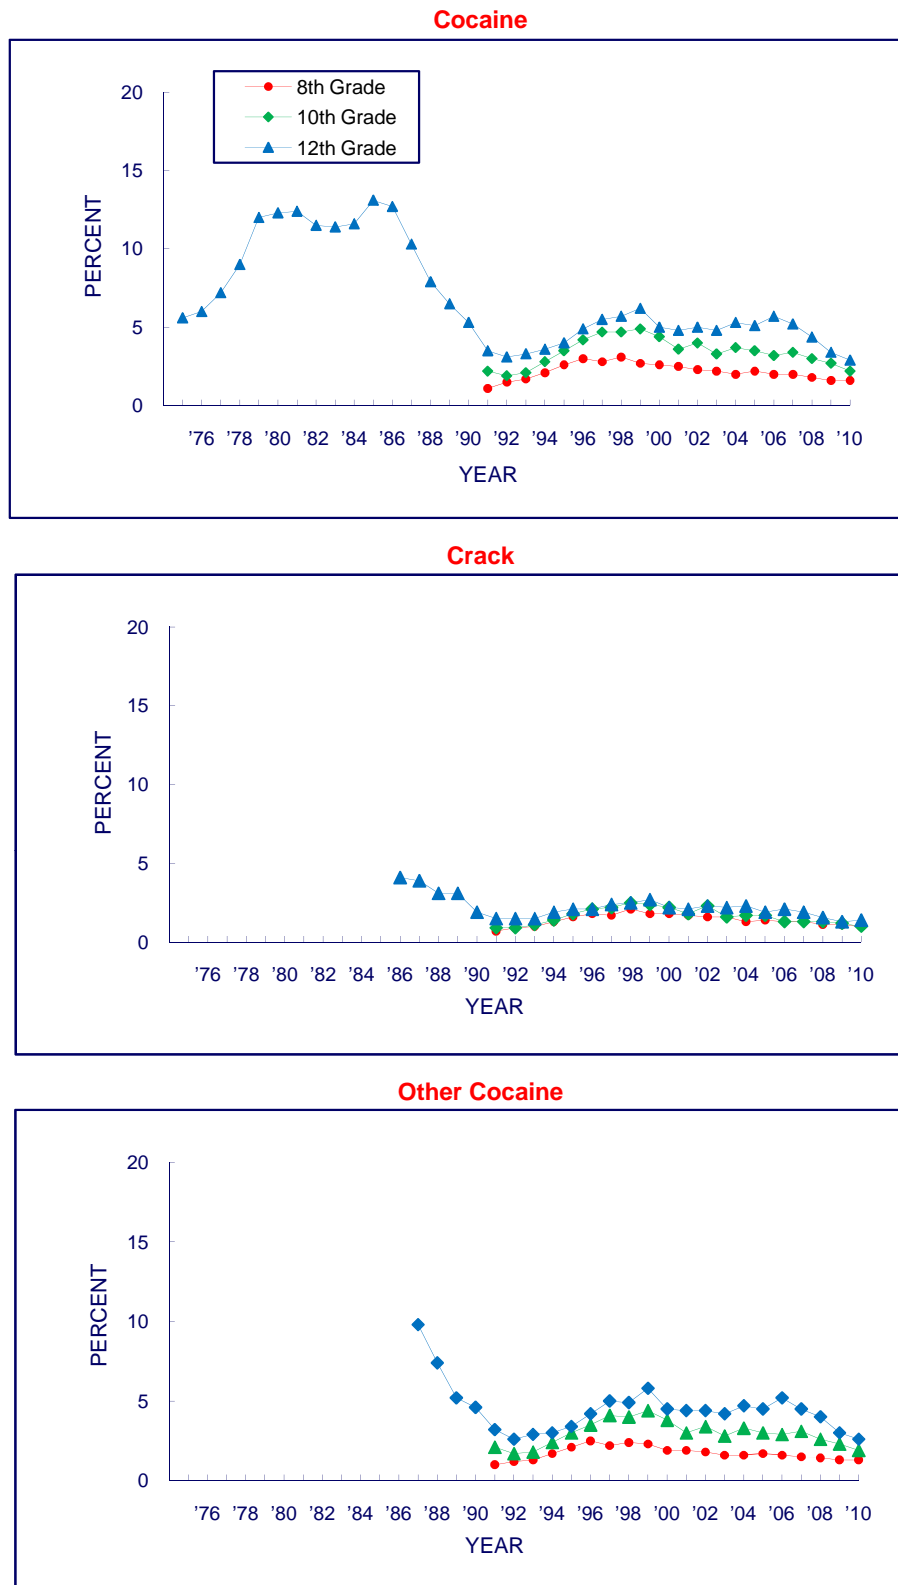 Cocaine
8th Grade
10th Grade
12th Grade
20
15
10
5
0
PERCENT
’76 ’78 ’80 ’82 ’84 ’86 ’88 ’90 ’92 ’94 ’96 ’98 ’00 ’02 ’04 ’06 ’08 ’10
YEAR
Crack
20
15
10
5
0
PERCENT
’76 ’78 ’80 ’82 ’84 ’86 ’88 ’90 ’92 ’94 ’96 ’98 ’00 ’02 ’04 ’06 ’08 ’10
YEAR
Other Cocaine
20
15
10
5
0
PERCENT
’76 ’78 ’80 ’82 ’84 ’86 ’88 ’90 ’92 ’94 ’96 ’98 ’00 ’02 ’04 ’06 ’08 ’10
YEAR